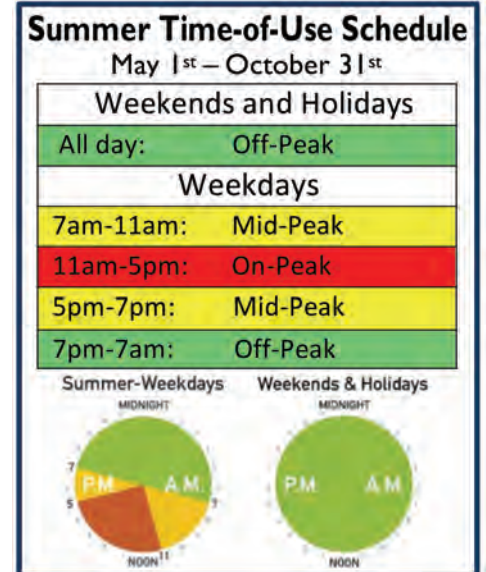 Summer Time-of-Use Schedule
May 1st – October 31st
Weekends and Holidays
All day: Off-Peak
Weekdays
7am-11am: Mid-Peak
11am-5pm: On-Peak
5pm-7pm: Mid-Peak
7pm-7am: Off-Peak
Summer-Weekdays
MIDNIGHT
7
P.M.
A.M.
5
7
11
NOON
Weekends & Holidays
MIDNIGHT
P.M.
A.M.
NOON